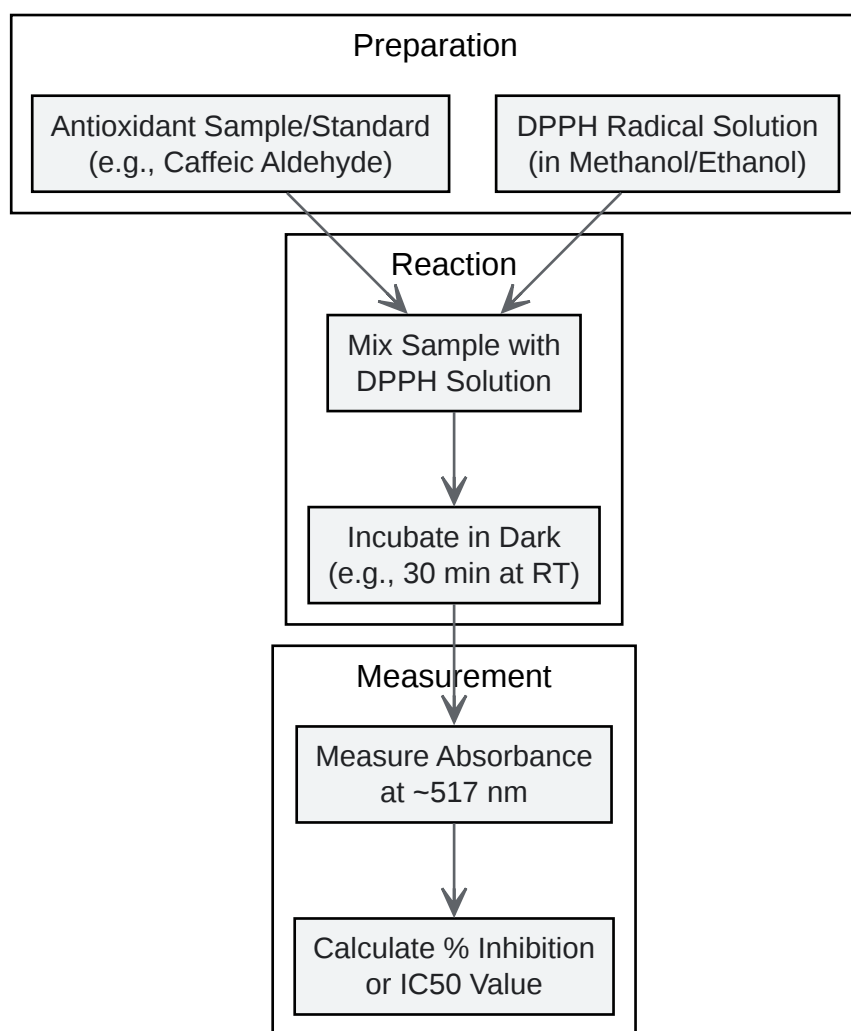 Preparation
Antioxidant Sample/Standard
(e.g., Caffeic Aldehyde)
DPPH Radical Solution
(in Methanol/Ethanol)
Reaction
Mix Sample with
DPPH Solution
Incubate in Dark
(e.g., 30 min at RT)
Measurement
Measure Absorbance
at ~517 nm
Calculate % Inhibition
or IC50 Value